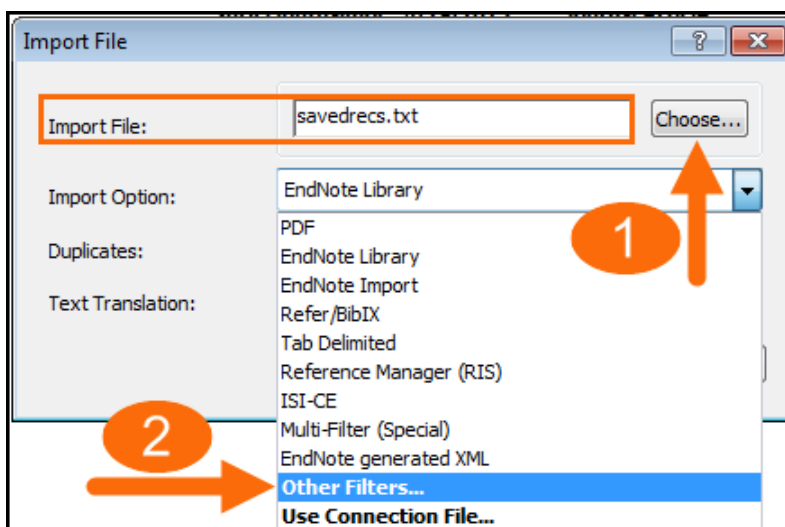 Import File
Import File:
savedrecs.txt
Choose...
1
Import Option:
EndNote Library
Duplicates:
Text Translation:
PDF
EndNote Library
EndNote Import
Refer/BibIX
Tab Delimited
Reference Manager (RIS)
ISI-CE
Multi-Filter (Special)
EndNote generated XML
2
Other Filters...
Use Connection File...